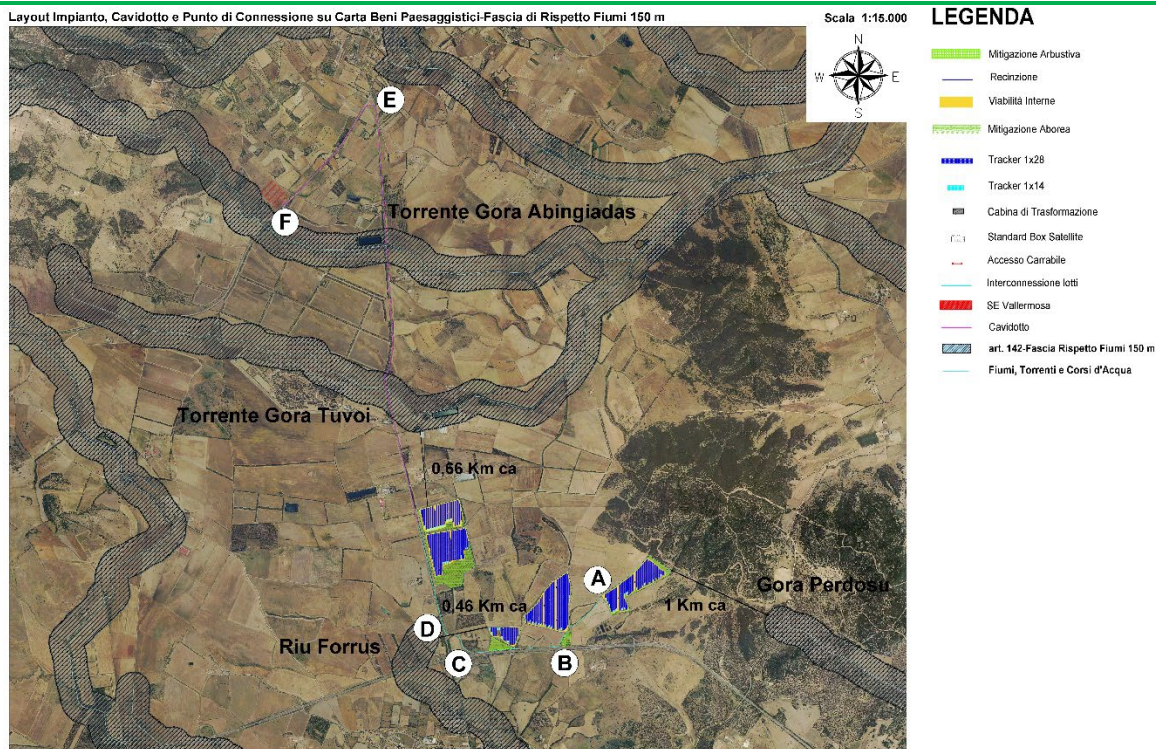 Layout Impianto, Cavidotto e Punto di Connessione su Carta Beni Paesaggistici-Fascia di Rispetto Fiumi 150 m
Scala 1:15.000
N
W
E
S
LEGENDA
Mitigazione Arbustiva
Recinzione
Viabilità Interne
Mitigazione Aborea
Tracker 1x28
Tracker 1x14
Cabina di Trasformazione
Standard Box Satellite
Accesso Carrabile
Interconnessione lotti
SE Vallermosa
Cavidotto
art. 142-Fascia Rispetto Fiumi 150 m
Fiumi, Torrenti e Corsi d'Acqua
E
F
Torrente Gora Abingiadas
Torrente Gora Tuvoi
0,66 Km ca
A
Gora Perdosu
0,46 Km ca
1 Km ca
D
Riu Forrus
C
B